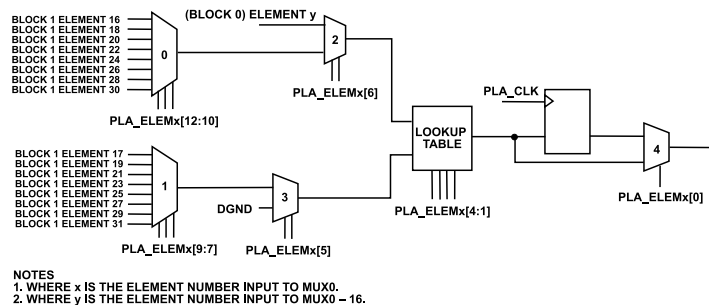 BLOCK 1 ELEMENT 16
BLOCK 1 ELEMENT 18
BLOCK 1 ELEMENT 20
BLOCK 1 ELEMENT 22
BLOCK 1 ELEMENT 24
BLOCK 1 ELEMENT 26
BLOCK 1 ELEMENT 28
BLOCK 1 ELEMENT 30
0
PLA_ELEMx[12:10]
(BLOCK 0) ELEMENT y
2
PLA_ELEMx[6]
BLOCK 1 ELEMENT 17
BLOCK 1 ELEMENT 19
BLOCK 1 ELEMENT 21
BLOCK 1 ELEMENT 23
BLOCK 1 ELEMENT 25
BLOCK 1 ELEMENT 27
BLOCK 1 ELEMENT 29
BLOCK 1 ELEMENT 31
1
PLA_ELEMx[9:7]
3
DGND
PLA_ELEMx[5]
LOOKUP
TABLE
PLA_ELEMx[4:1]
PLA_CLK
4
PLA_ELEMx[0]
NOTES
1. WHERE x IS THE ELEMENT NUMBER INPUT TO MUX0.
2. WHERE y IS THE ELEMENT NUMBER INPUT TO MUX0 – 16.